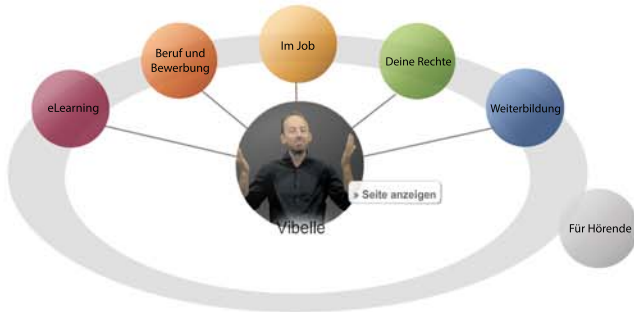 Im Job
Beruf und
Bewerbung
Deine Rechte
eLearning
Weiterbildung
» Seite anzeigen
Vibelle
Für Hörende